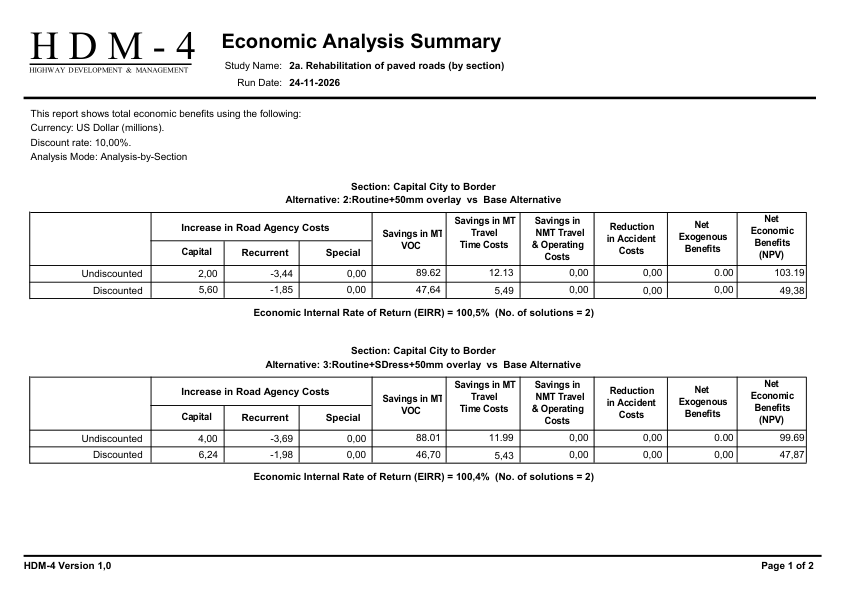 HDM-4
HIGHWAY DEVELOPMENT & MANAGEMENT
Economic Analysis Summary
Study Name: 2a. Rehabilitation of paved roads (by section)
Run Date: 24-11-2026
This report shows total economic benefits using the following:
Currency: US Dollar (millions).
Discount rate: 10,00%.
Analysis Mode: Analysis-by-Section
Section: Capital City to Border
Alternative: 2:Routine+50mm overlay vs Base Alternative
Increase in Road Agency Costs
Capital Recurrent Special
Savings in MT
VOC
Savings in MT
Travel
Time Costs
Savings in
NMT Travel
& Operating
Costs
Reduction
in Accident
Costs
Net
Exogenous
Benefits
Net
Economic
Benefits
(NPV)
Undiscounted 2,00 -3,44 0,00 89.62 12.13 0,00 0,00 0.00 103.19
Discounted 5,60 -1,85 0,00 47,64 5,49 0,00 0,00 0,00 49,38
Economic Internal Rate of Return (EIRR) = 100,5% (No. of solutions = 2)
Section: Capital City to Border
Alternative: 3:Routine+SDress+50mm overlay vs Base Alternative
Increase in Road Agency Costs
Capital Recurrent Special
Savings in MT
VOC
Savings in MT
Travel
Time Costs
Savings in
NMT Travel
& Operating
Costs
Reduction
in Accident
Costs
Net
Exogenous
Benefits
Net
Economic
Benefits
(NPV)
Undiscounted 4,00 -3,69 0,00 88.01 11.99 0,00 0,00 0.00 99.69
Discounted 6,24 -1,98 0,00 46,70 5,43 0,00 0,00 0,00 47,87
Economic Internal Rate of Return (EIRR) = 100,4% (No. of solutions = 2)
HDM-4 Version 1,0
Page 1 of 2